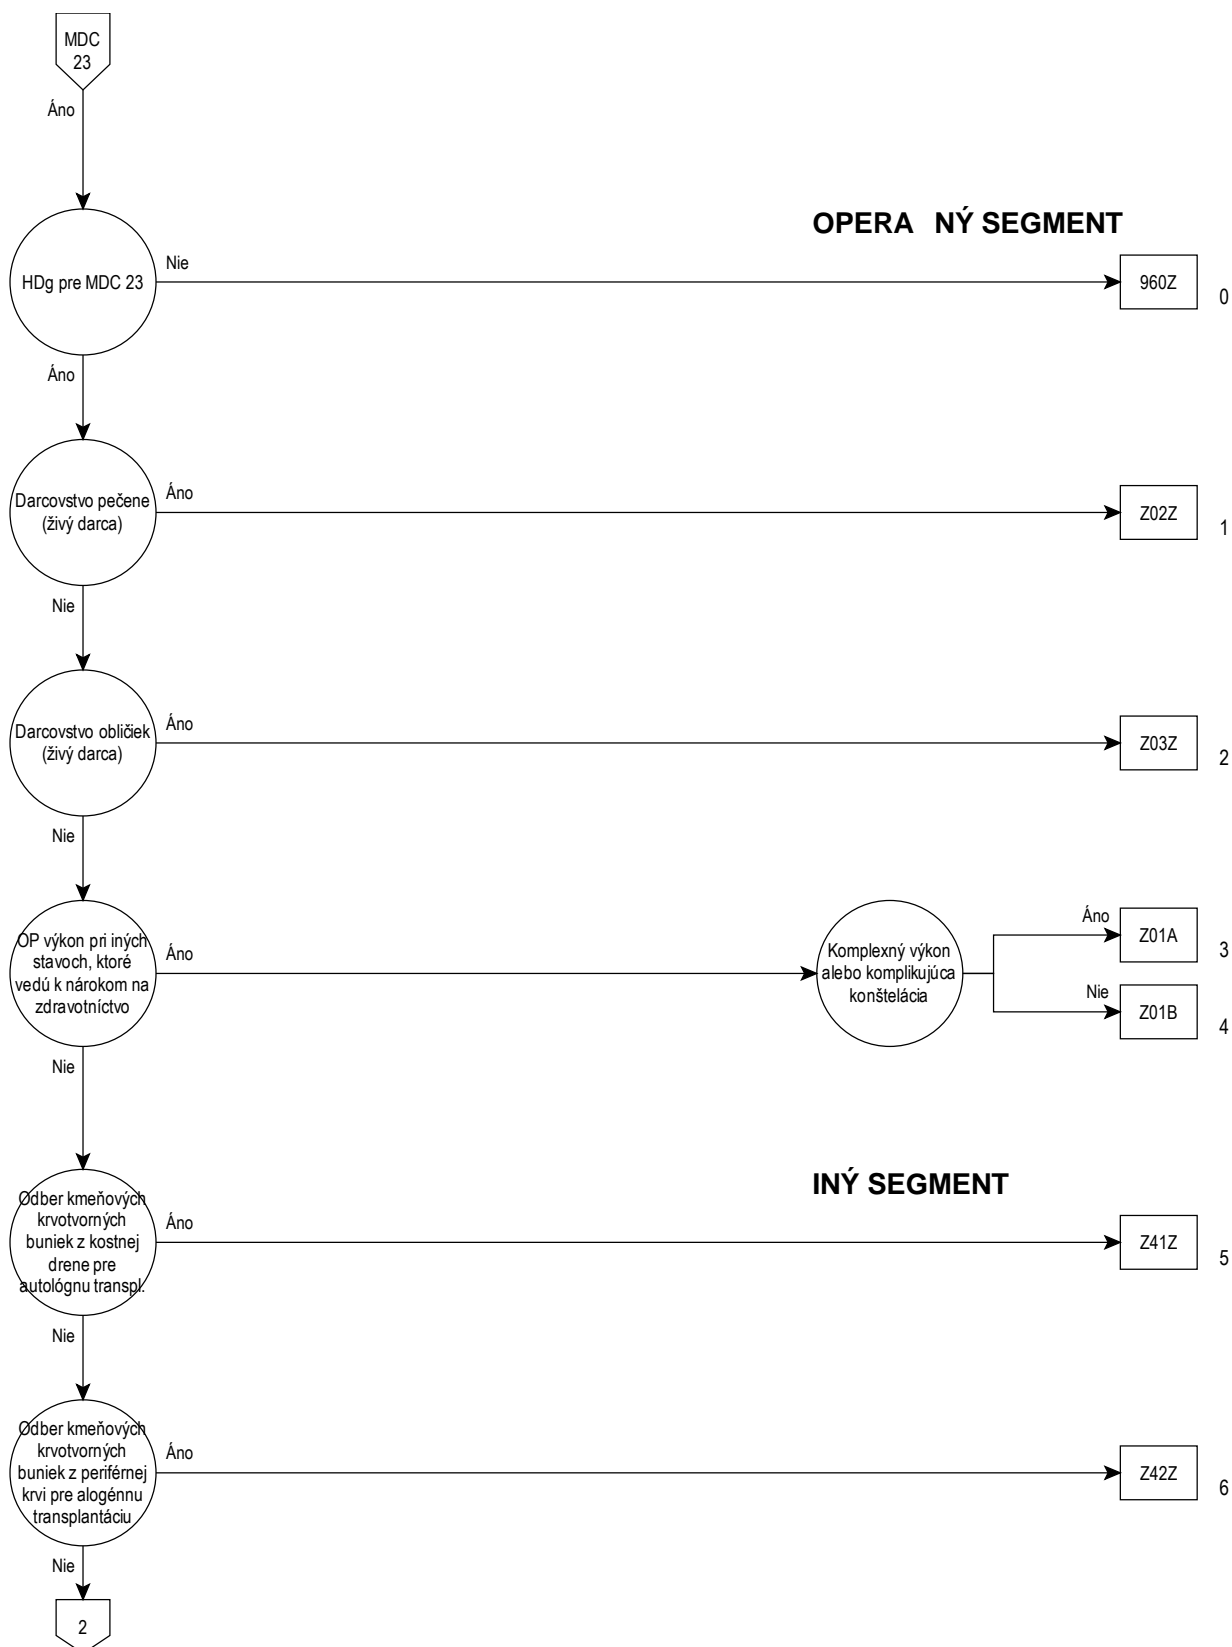 MDC
23
Áno
OPERA NÝ SEGMENT
HDg pre MDC 23
Nie
960Z
0
Áno
Darcovstvo pečene
(živý darca)
Áno
Z02Z
1
Nie
Darcovstvo obličiek
(živý darca)
Áno
Z03Z
2
Nie
OP výkon pri iných
stavoch, ktoré
vedú k nárokom na
zdravotníctvo
Áno
Komplexný výkon
alebo komplikujúca
konštelácia
Áno
Z01A
3
Nie
Z01B
4
Nie
INÝ SEGMENT
Odber kmeňových
krvotvorných
buniek z kostnej
drene pre
autológnu transpl.
Áno
Z41Z
5
Nie
Odber kmeňových
krvotvorných
buniek z periférnej
krvi pre alogénnu
transplantáciu
Áno
Z42Z
6
Nie
2